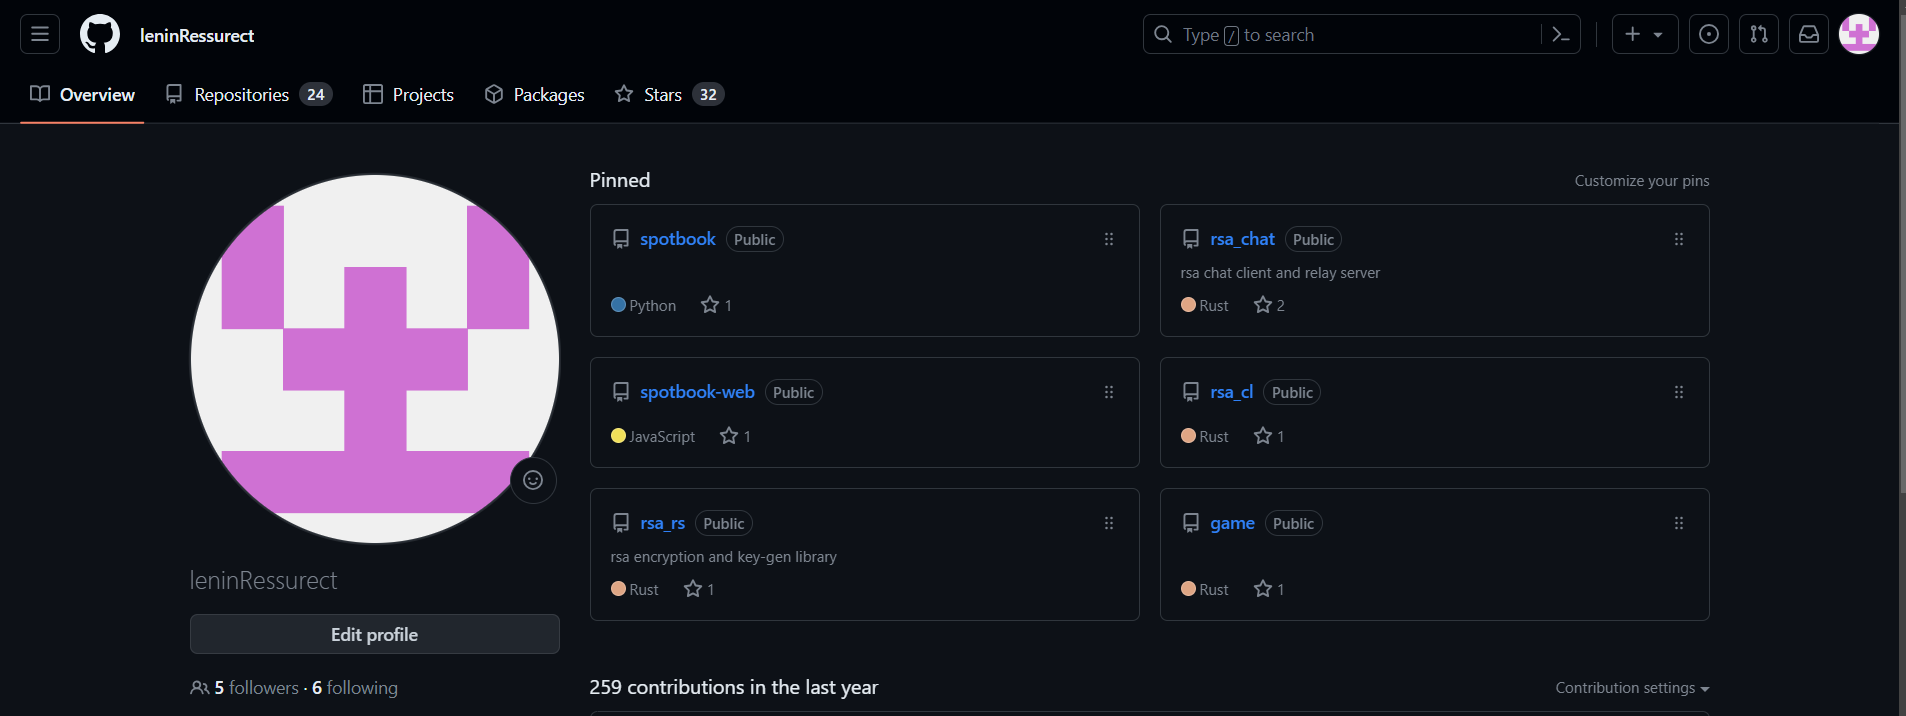 leninRessurect
Type / to search
Overview
Repositories 24
Projects
Packages
Stars 32
Pinned
Customize your pins
spotbook Public
Python 1
rsa_chat Public
rsa chat client and relay server
Rust 2
spotbook-web Public
JavaScript 1
rsa_cl Public
Rust 1
rsa_rs Public
rsa encryption and key-gen library
Rust 1
game Public
Rust 1
leninRessurect
Edit profile
5 followers · 6 following
259 contributions in the last year
Contribution settings